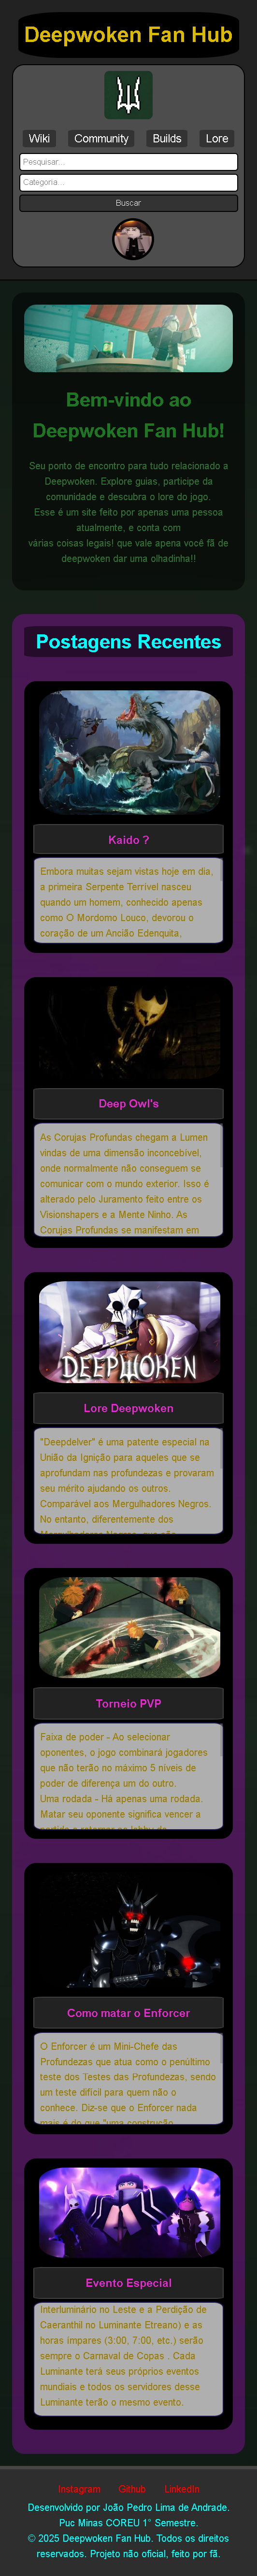 Deepwoken Fan Hub
Wiki
Community
Builds
Lore
Pesquisar...
Categoria...
Buscar
Bem-vindo ao
Deepwoken Fan Hub!
Seu ponto de encontro para tudo relacionado a
Deepwoken. Explore guias, participe da
comunidade e descubra o lore do jogo.
Esse é um site feito por apenas uma pessoa
atualmente, e conta com
várias coisas legais! que vale apena você fã de
deepwoken dar uma olhadinha!!
Postagens Recentes
Kaido ?
Embora muitas sejam vistas hoje em dia,
a primeira Serpente Terrível nasceu
quando um homem, conhecido apenas
como O Mordomo Louco, devorou o
coração de um Ancião Edenquita,
Deep Owl's
As Corujas Profundas chegam a Lumen
vindas de uma dimensão inconcebível,
onde normalmente não conseguem se
comunicar com o mundo exterior. Isso é
alterado pelo Juramento feito entre os
Visionshapers e a Mente Ninho. As
Corujas Profundas se manifestam em
DEEPWOKEN
Lore Deepwoken
"Deepdelver" é uma patente especial na
União da Ignição para aqueles que se
aprofundam nas profundezas e provaram
seu mérito ajudando os outros.
Comparável aos Mergulhadores Negros.
No entanto, diferentemente dos
Torneio PVP
Faixa de poder - Ao selecionar
oponentes, o jogo combinará jogadores
que não terão no máximo 5 níveis de
poder de diferença um do outro.
Uma rodada - Há apenas uma rodada.
Matar seu oponente significa vencer a
Como matar o Enforcer
O Enforcer é um Mini-Chefe das
Profundezas que atua como o penúltimo
teste dos Testes das Profundezas, sendo
um teste difícil para quem não o
conhece. Diz-se que o Enforcer nada
mais é do que "uma construção
Evento Especial
Interluminário no Leste e a Perdição de
Caeranthil no Luminante Etreano) e as
horas ímpares (3:00, 7:00, etc.) serão
sempre o Carnaval de Copas . Cada
Luminante terá seus próprios eventos
mundiais e todos os servidores desse
Luminante terão o mesmo evento.
Instagram
Github
LinkedIn
Desenvolvido por João Pedro Lima de Andrade.
Puc Minas COREU 1° Semestre.
© 2025 Deepwoken Fan Hub. Todos os direitos
reservados. Projeto não oficial, feito por fã.